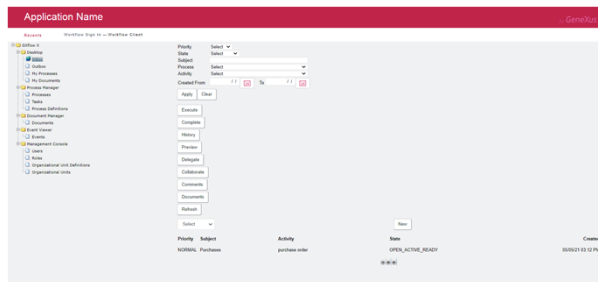 Application Name
GeneXus
Recents Workflow Sign In — Workflow Client
GXflow X
Desktop
Inbox
Outbox
My Processes
My Documents
Process Manager
Processes
Tasks
Process Definitions
Document Manager
Documents
Event Viewer
Events
Management Console
Users
Roles
Organizational Unit Definitions
Organizational Units
Priority Select
State Select
Subject
Process Select
Activity Select
Created From / / To / /
Apply Clear
Execute
Complete
History
Preview
Delegate
Collaborate
Comments
Documents
Refresh
Select New
Priority Subject Activity State Create
NORMAL Purchases purchase order OPEN_ACTIVE_READY